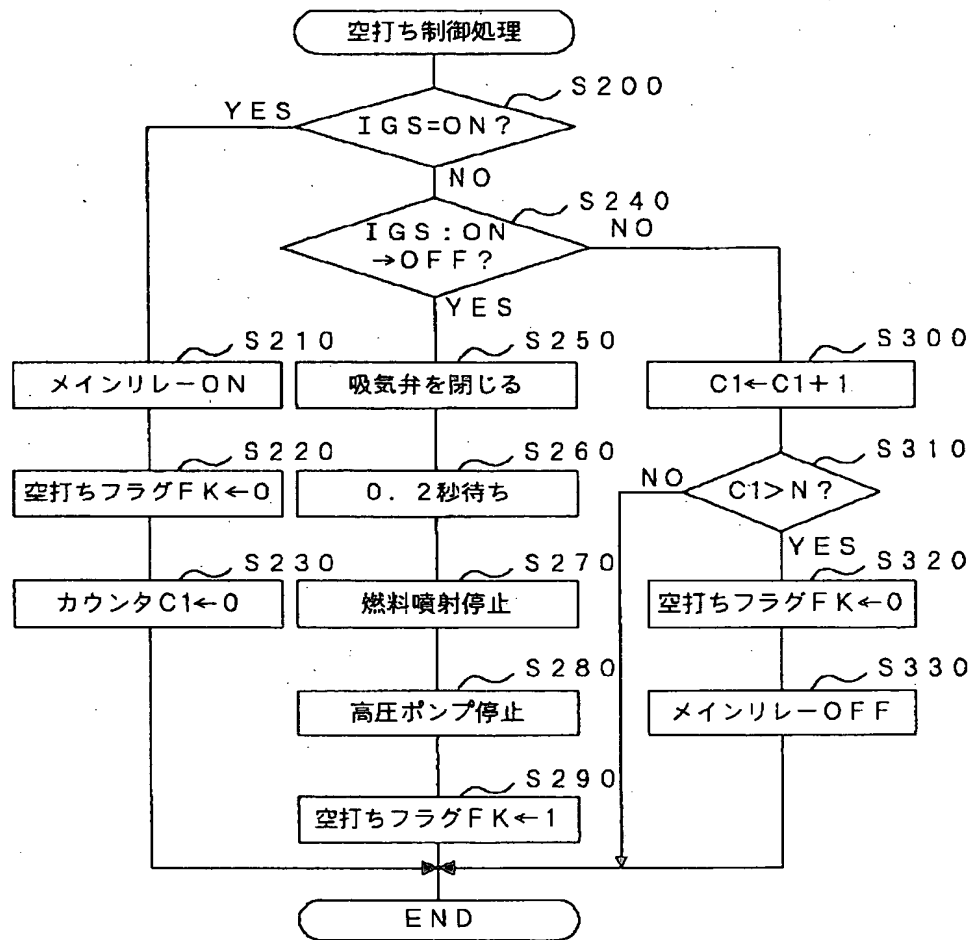 空打ち制御処理
S200
IGS=ON?
YES
NO
S240
IGS:ON
→OFF?
NO
YES
S210
メインリレーON
S220
空打ちフラグFK←0
S230
カウンタC1←0
S250
吸気弁を閉じる
S260
0.2秒待ち
S270
燃料噴射停止
S280
高圧ポンプ停止
S290
空打ちフラグFK←1
S300
C1←C1+1
S310
C1>N?
NO
YES
S320
空打ちフラグFK←0
S330
メインリレーOFF
END